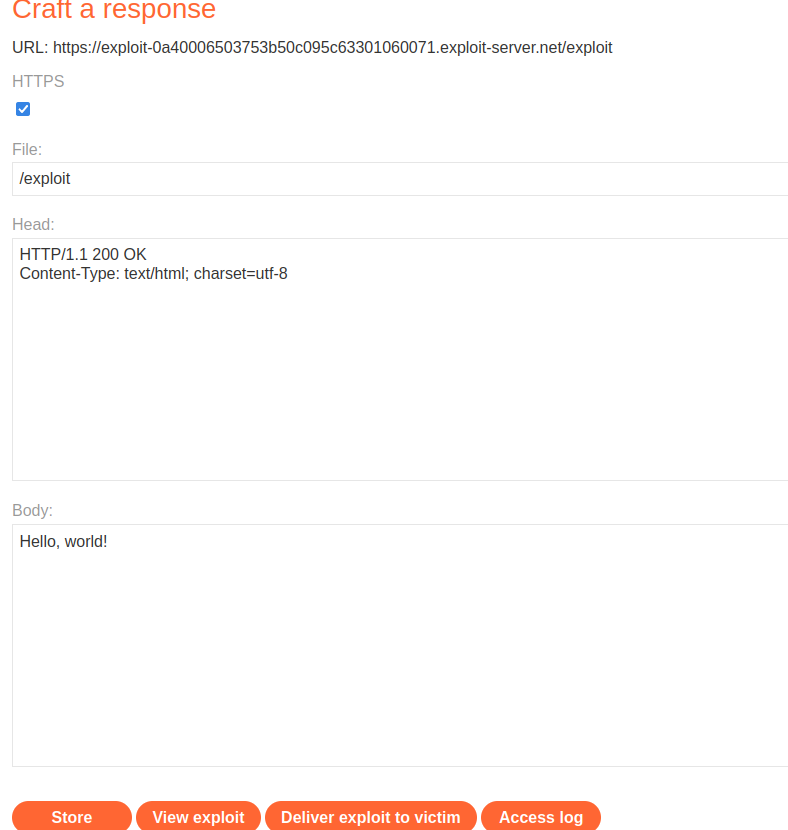 Craft a response
URL: https://exploit-0a40006503753b50c095c63301060071.exploit-server.net/exploit
HTTPS
File:
/exploit
Head:
HTTP/1.1 200 OK
Content-Type: text/html; charset=utf-8
Body:
Hello, world!
Store View exploit Deliver exploit to victim Access log